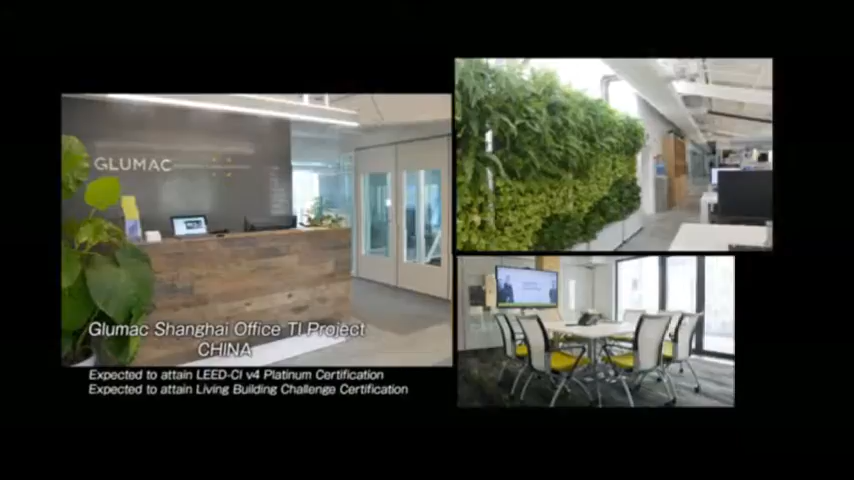 GLUMAC
Glumac Shanghai Office TI Project
CHINA
Expected to attain LEED-CI v4 Platinum Certification
Expected to attain Living Building Challenge Certification